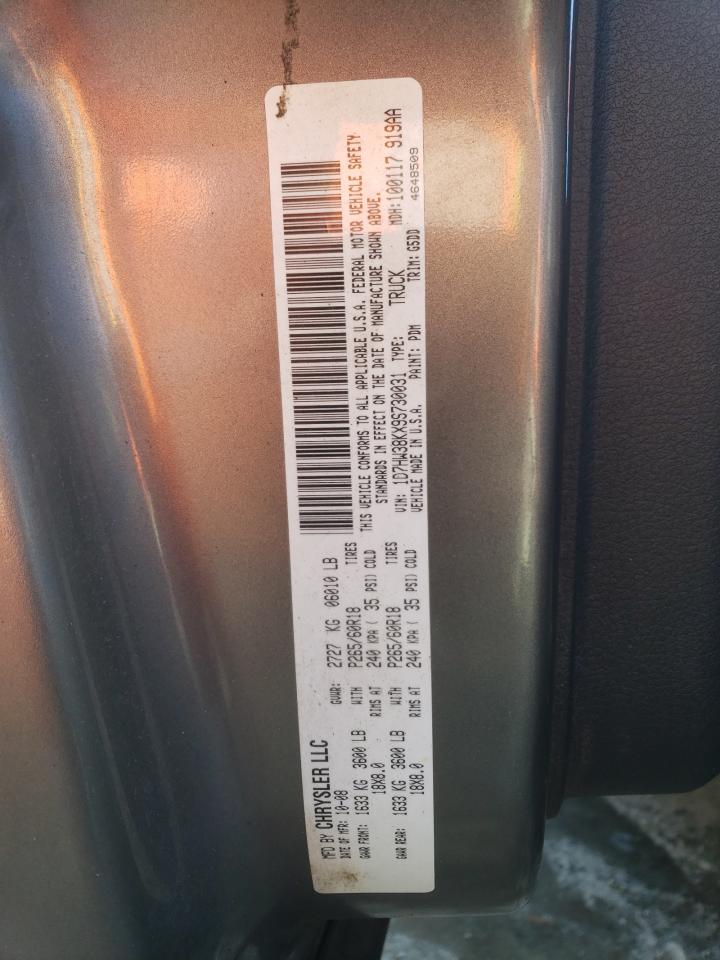 MFD BY CHRYSLER LLC
DATE OF MFR: 10-08 GVWR: 2727 KG 06010 LB
GAWR FRONT: 1633 KG 3600 LB WITH P265/60R18 TIRES
18X8.0 RIMS AT 240 KPA ( 35 PSI) COLD
GAWR REAR: 1633 KG 3600 LB WITH P265/60R18 TIRES
18X8.0 RIMS AT 240 KPA ( 35 PSI) COLD
THIS VEHICLE CONFORMS TO ALL APPLICABLE U.S.A. FEDERAL MOTOR VEHICLE SAFETY
STANDARDS IN EFFECT ON THE DATE OF MANUFACTURE SHOWN ABOVE.
VIN: 1D7HW38KX9S730031 TYPE: TRUCK MDH:100117 919AA
VEHICLE MADE IN U.S.A. PAINT: PDM TRIM: G5DD 4648509